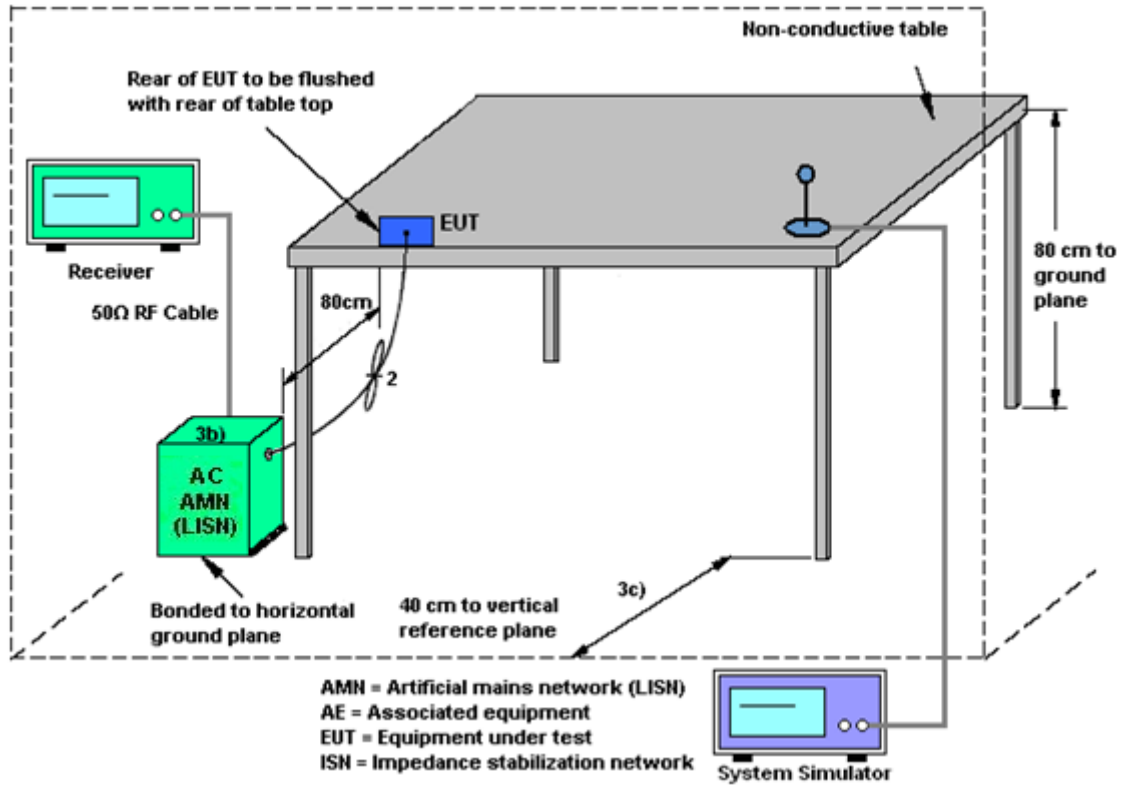 Non-conductive table
Rear of EUT to be flushed
with rear of table top
EUT
Receiver
80cm
80 cm to
ground
plane
50Ω RF Cable
2
3b)
AC
AMN
(LISN)
3c)
Bonded to horizontal
ground plane
40 cm to vertical
reference plane
AMN = Artificial mains network (LISN)
AE = Associated equipment
EUT = Equipment under test
ISN = Impedance stabilization network
System Simulator